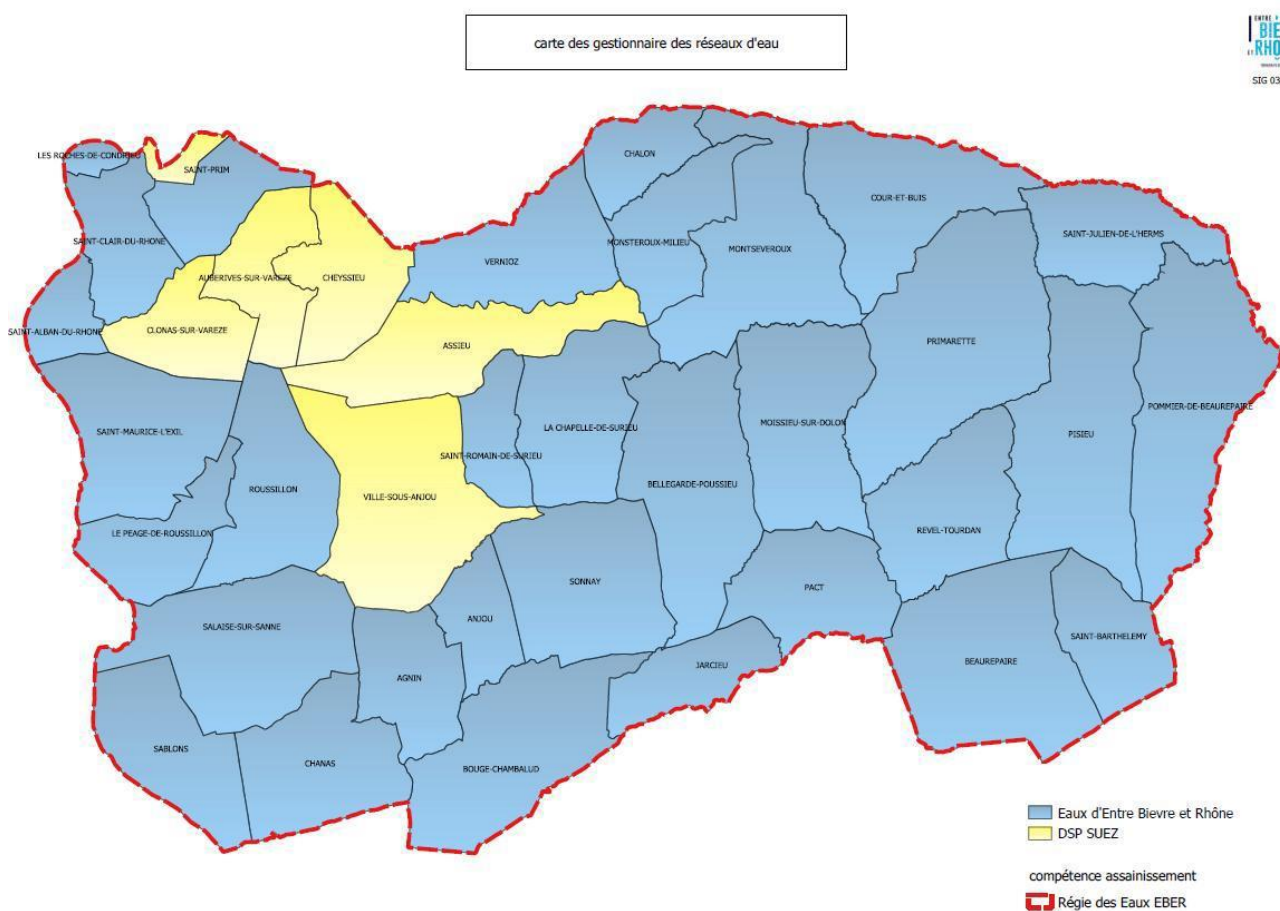 carte des gestionnaire des réseaux d'eau
ENTRE
BIE
ET RHO
SIG 03
LES ROCHES-DE-CONDRIEU
SAINT-PRIM
CHALON
COUR-ET-BUIS
SAINT-CLAIR-DU-RHONE
MONSTEROUX-MILIEU
MONTSEVEROUX
SAINT-JULIEN-DE-L'HERMS
VERNIOZ
AUBERIVES-SUR-VAREZE
CHEYSSIEU
SAINT-ALBAN-DU-RHONE
CLONAS-SUR-VAREZE
ASSIEU
PRIMARETTE
POMMIER-DE-BEAUREPAIRE
SAINT-MAURICE-L'EXIL
LA CHAPELLE-DE-SURIEU
MOISSIEU-SUR-DOLON
PISIEU
SAINT-ROMAIN-DE-SURIEU
ROUSSILLON
VILLE-SOUS-ANJOU
BELLEGARDE-POUSSIEU
LE PEAGE-DE-ROUSSILLON
REVEL-TOURDAN
SONNAY
PACT
SALAISE-SUR-SANNE
ANJOU
SAINT-BARTHELEMY
AGNIN
JARCIEU
BEAUREPAIRE
SABLONS
CHANAS
BOUGE-CHAMBALUD
Eaux d'Entre Bievre et Rhône
DSP SUEZ
compétence assainissement
Régie des Eaux EBER